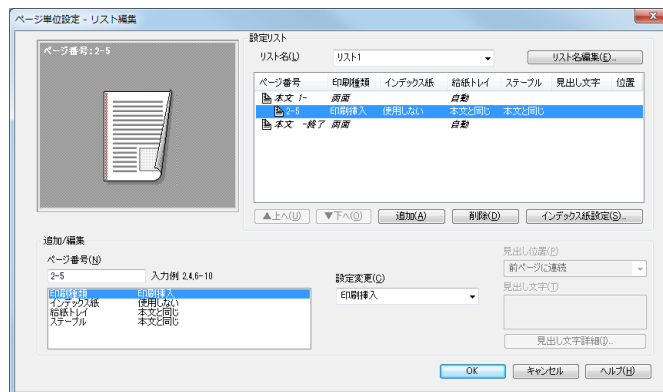 ページ単位設定 - リスト編集
ページ番号:2-5
設定リスト
リスト名(L) リスト1 リスト名編集(E)...
ページ番号 印刷種類 インデックス紙 給紙トレイ ステープル 見出し文字 位置
本文 1- 両面 自動
2-5 印刷挿入 使用しない 本文と同じ 本文と同じ
本文 -終了 両面 自動
▲上へ(U) ▼下へ(O) 追加(A) 削除(D) インデックス紙設定(S)...
追加/編集
ページ番号(N)
2-5 入力例 2,4,6-10
印刷種類 印刷挿入
インデックス紙 使用しない
給紙トレイ 本文と同じ
ステープル 本文と同じ
設定変更(C)
印刷挿入
見出し位置(P)
前ページに連続
見出し文字(T)
見出し文字詳細(I)...
OK キャンセル ヘルプ(H)